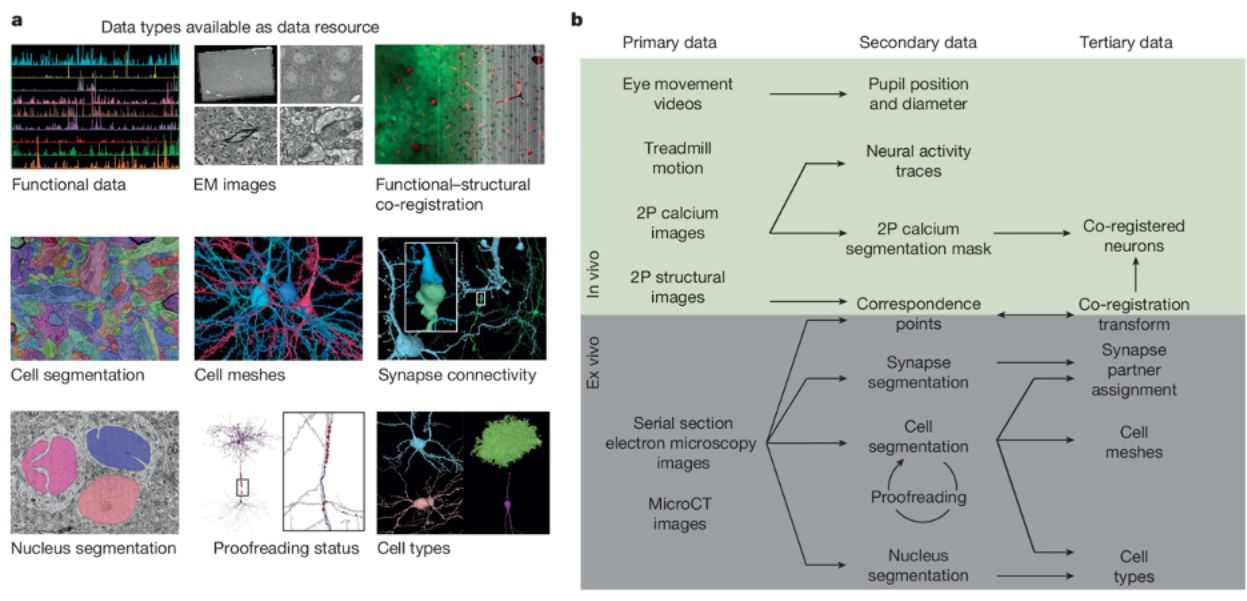 a
Data types available as data resource
Functional data
EM images
Functional–structural
co-registration
Cell segmentation
Cell meshes
Synapse connectivity
Nucleus segmentation
Proofreading status
Cell types
b
Primary data
Secondary data
Tertiary data
In vivo
Eye movement
videos
Pupil position
and diameter
Treadmill
motion
Neural activity
traces
2P calcium
images
2P calcium
segmentation mask
Co-registered
neurons
2P structural
images
Correspondence
points
Co-registration
transform
Ex vivo
Synapse
segmentation
Synapse
partner
assignment
Serial section
electron microscopy
images
Cell
segmentation
Cell
meshes
Proofreading
MicroCT
images
Nucleus
segmentation
Cell
types